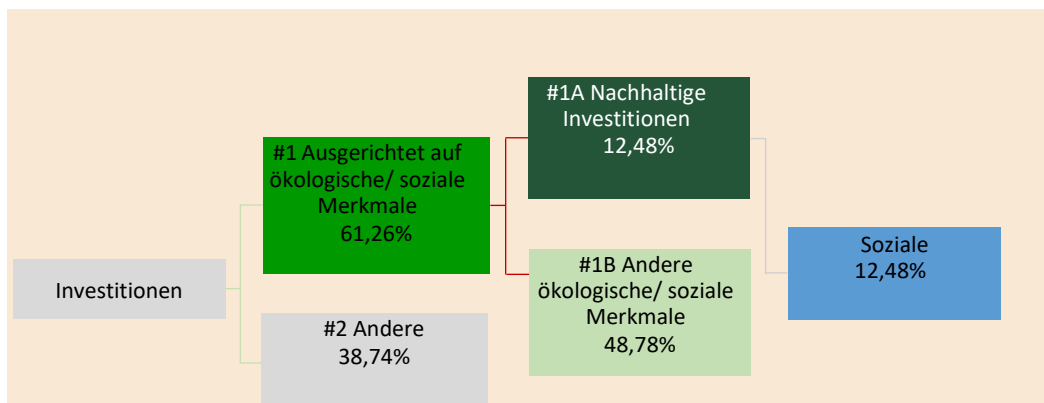 Investitionen
#1 Ausgerichtet auf
ökologische/ soziale
Merkmale
61,26%
#2 Andere
38,74%
#1A Nachhaltige
Investitionen
12,48%
#1B Andere
ökologische/ soziale
Merkmale
48,78%
Soziale
12,48%